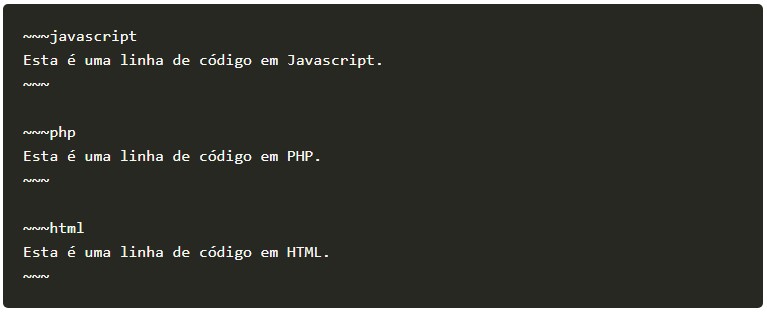 ~~~javascript
Esta é uma linha de código em Javascript.
~~~
~~~php
Esta é uma linha de código em PHP.
~~~
~~~html
Esta é uma linha de código em HTML.
~~~